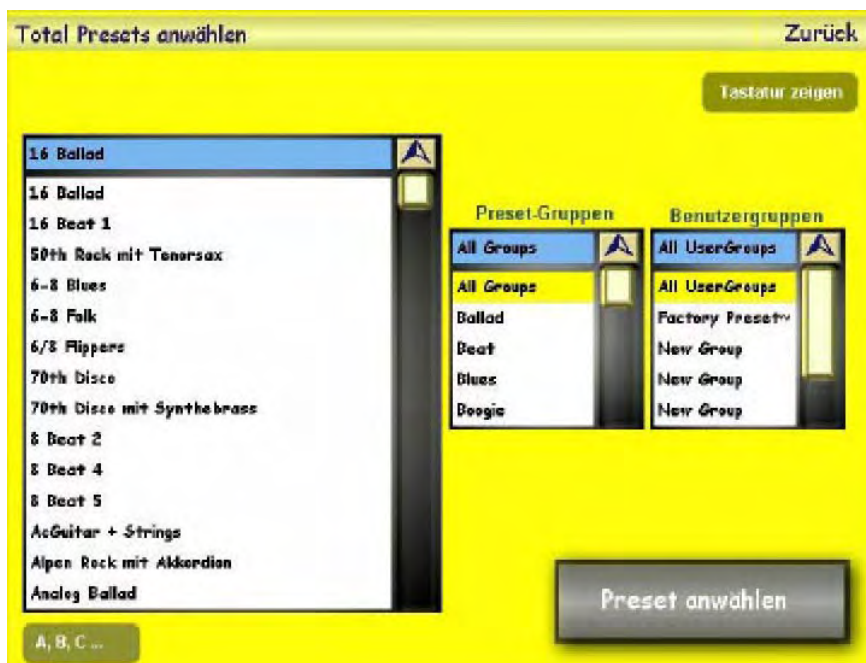 Total Presets anwählen
Zurück
Tastatur zeigen
16 Ballad
16 Ballad
16 Beat 1
50th Rock mit Tenorsax
6-8 Blues
6-8 Folk
6/8 Flippers
70th Disco
70th Disco mit Synthebrass
8 Beat 2
8 Beat 4
8 Beat 5
AcGuitar + Strings
Alpen Rock mit Akkordion
Analog Ballad
A, B, C ...
Preset-Gruppen
All Groups
All Groups
Ballad
Beat
Blues
Boogie
Benutzergruppen
All UserGroups
All UserGroups
Factory Preset~
New Group
New Group
New Group
Preset anwählen